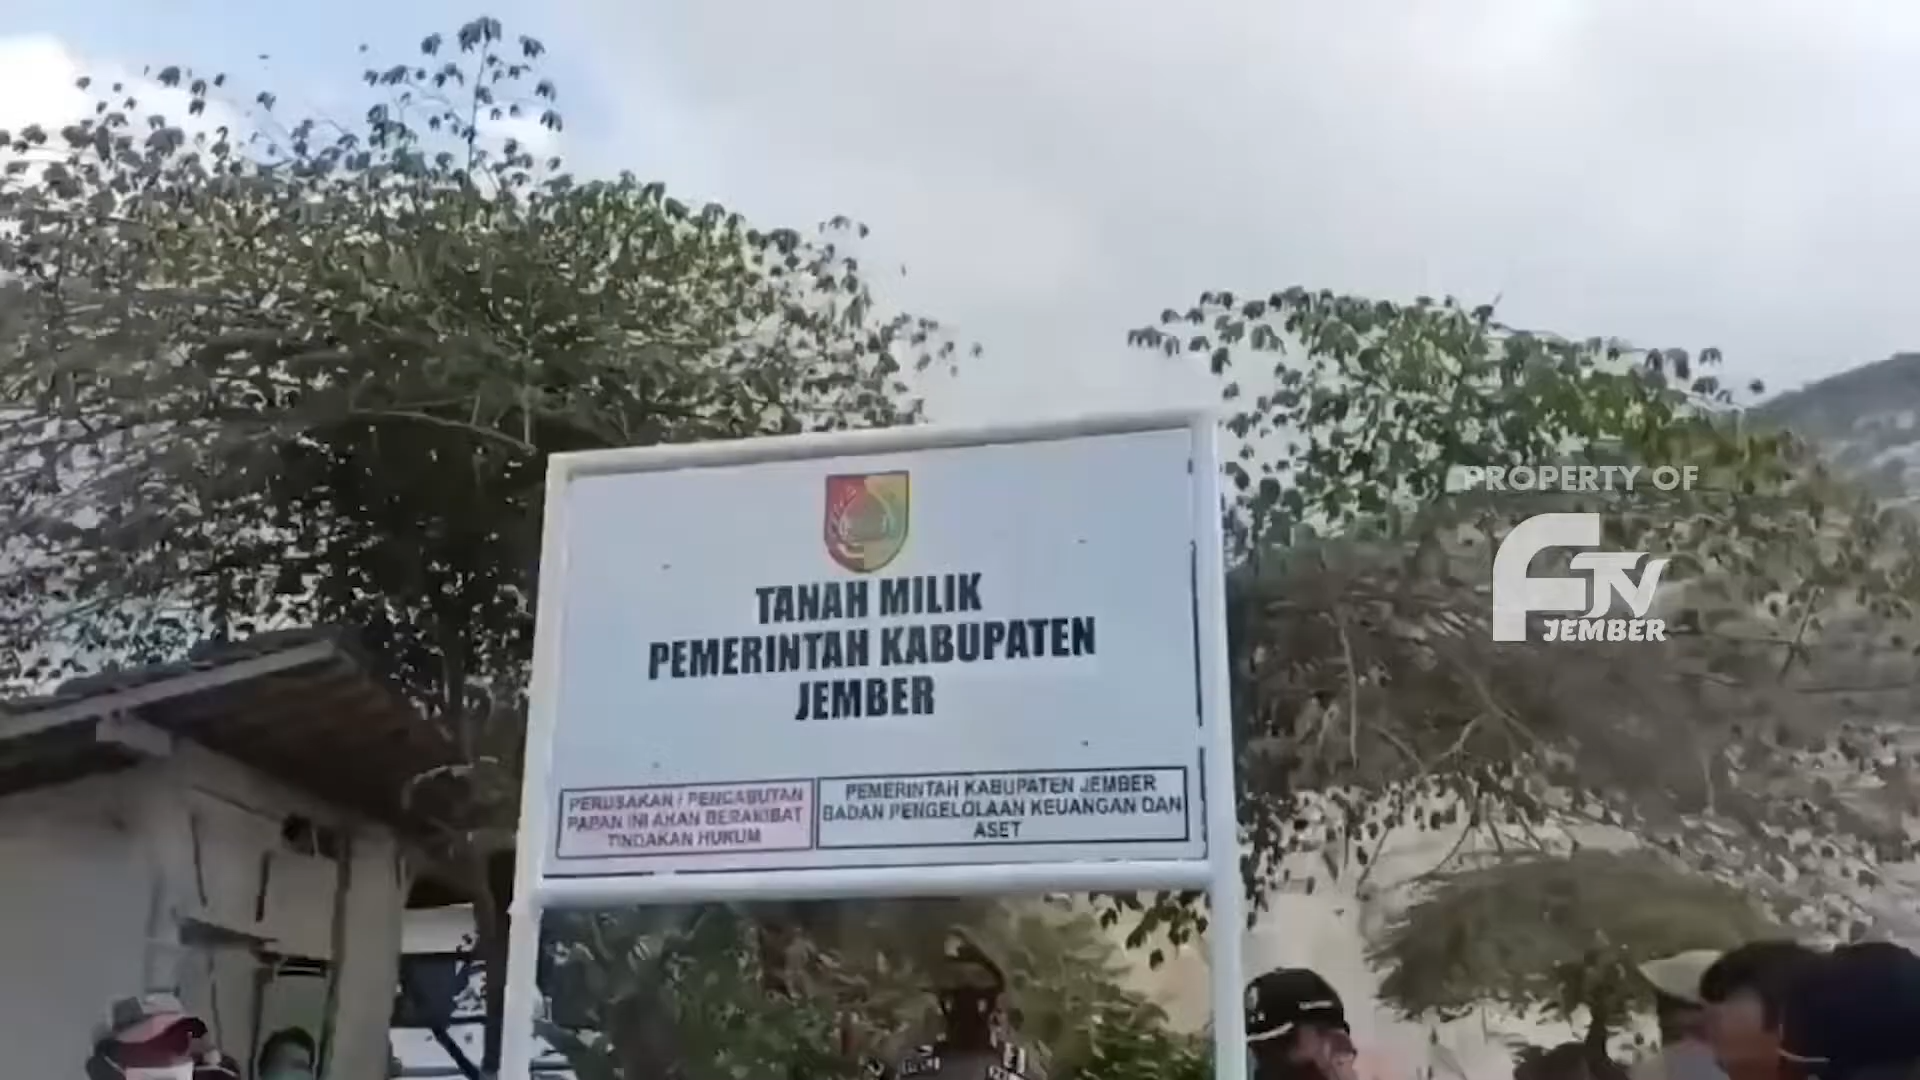 TANAH MILIK
PEMERINTAH KABUPATEN
JEMBER
PERUSAKAN / PENCABUTAN
PAPAN INI AKAN BERAKIBAT
TINDAKAN HUKUM
PEMERINTAH KABUPATEN JEMBER
BADAN PENGELOLAAN KEUANGAN DAN
ASET
PROPERTY OF
FTV
JEMBER